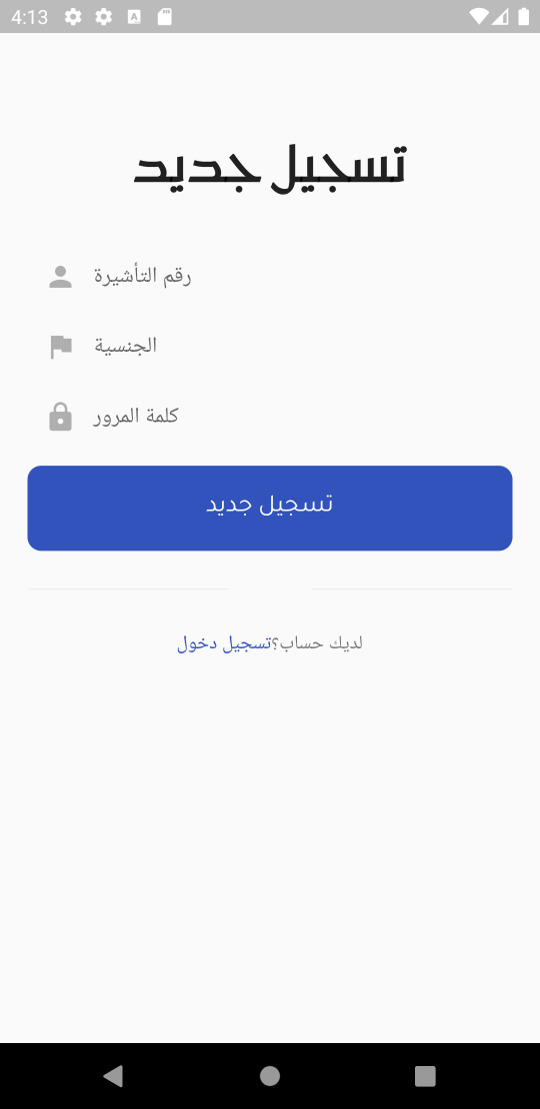 4:13
تسجيل جديد
رقم التأشيرة
الجنسية
كلمة المرور
تسجيل جديد
لديك حساب؟تسجيل دخول